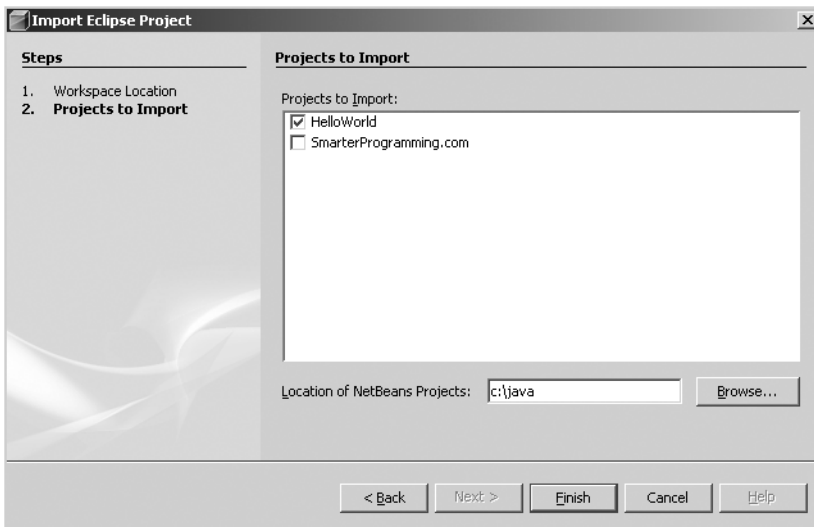 Import Eclipse Project
Steps
1. Workspace Location
2. Projects to Import
Projects to Import
Projects to Import:
HelloWorld
SmarterProgramming.com
Location of NetBeans Projects: c:\java Browse...
< Back Next > Finish Cancel Help